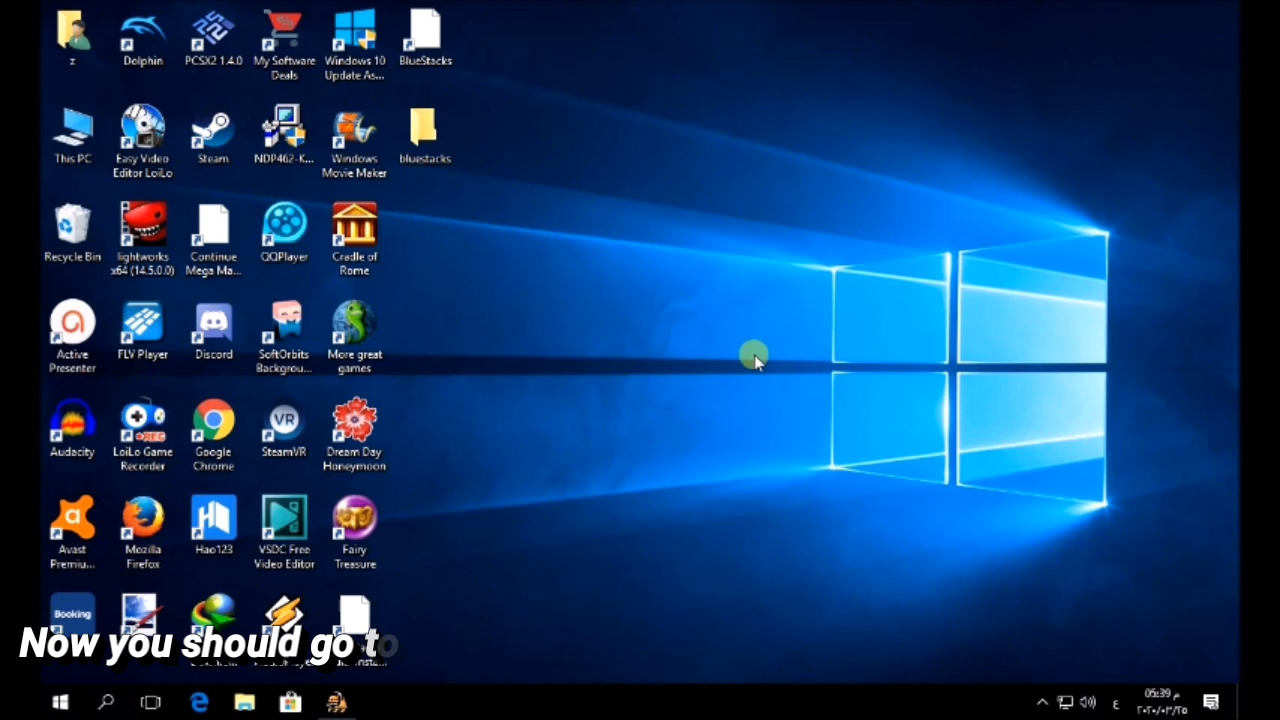 z
Dolphin
PCSX2 1.4.0
My Software
Deals
Windows 10
Update As...
BlueStacks
This PC
Easy Video
Editor LoiLo
Steam
NDP462-K...
Windows
Movie Maker
bluestacks
Recycle Bin
lightworks
x64 (14.5.0.0)
Continue
Mega Ma...
QQPlayer
Cradle of
Rome
Active
Presenter
FLV Player
Discord
SoftOrbits
Backgrou...
More great
games
Audacity
LoiLo Game
Recorder
Google
Chrome
VR
SteamVR
Dream Day
Honeymoon
Avast
Premiu...
Mozilla
Firefox
Hao123
VSDC Free
Video Editor
Fairy
Treasure
Booking
Now you should go to
ع
05:39 م
٢٠٢٠/٠٣/٢٥